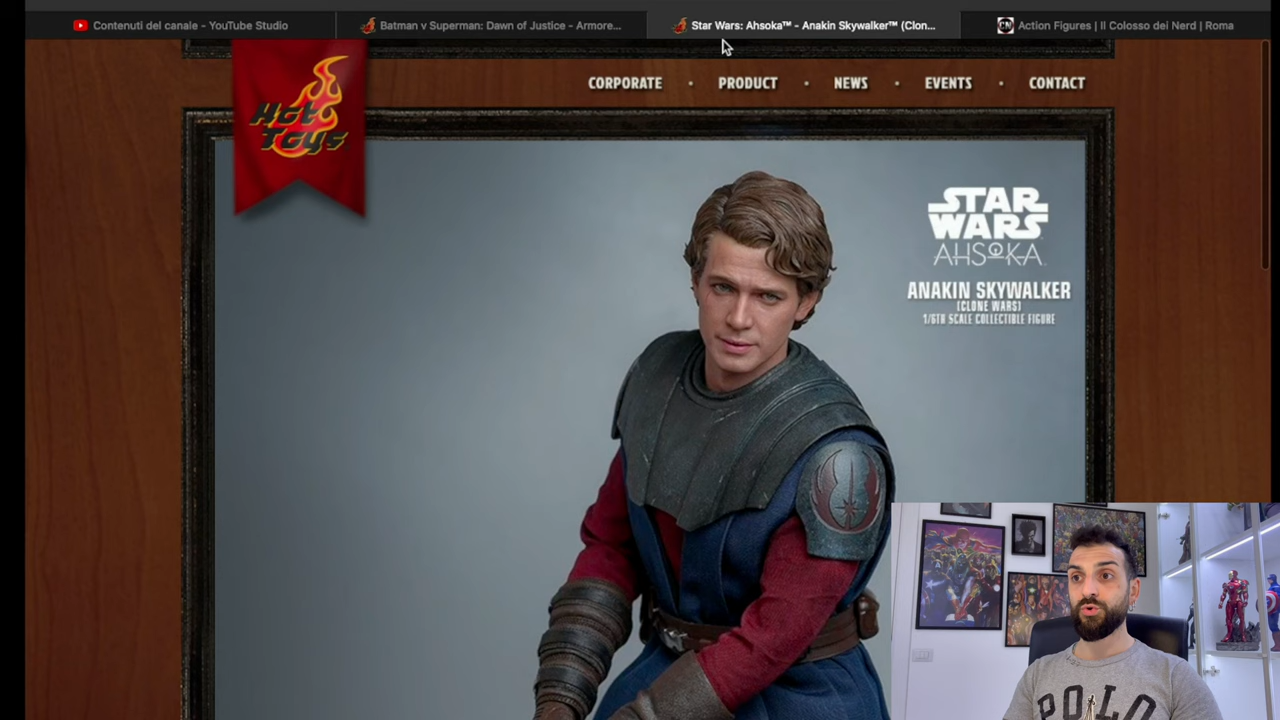 Contenuti del canale - YouTube Studio
Batman v Superman: Dawn of Justice - Armore...
Star Wars: Ahsoka™ - Anakin Skywalker™ (Clon...
Action Figures | Il Colosso dei Nerd | Roma
CORPORATE • PRODUCT • NEWS • EVENTS • CONTACT
Hot
Toys
STAR
WARS
AHSOKA
ANAKIN SKYWALKER
(CLONE WARS)
1/6TH SCALE COLLECTIBLE FIGURE
POLO